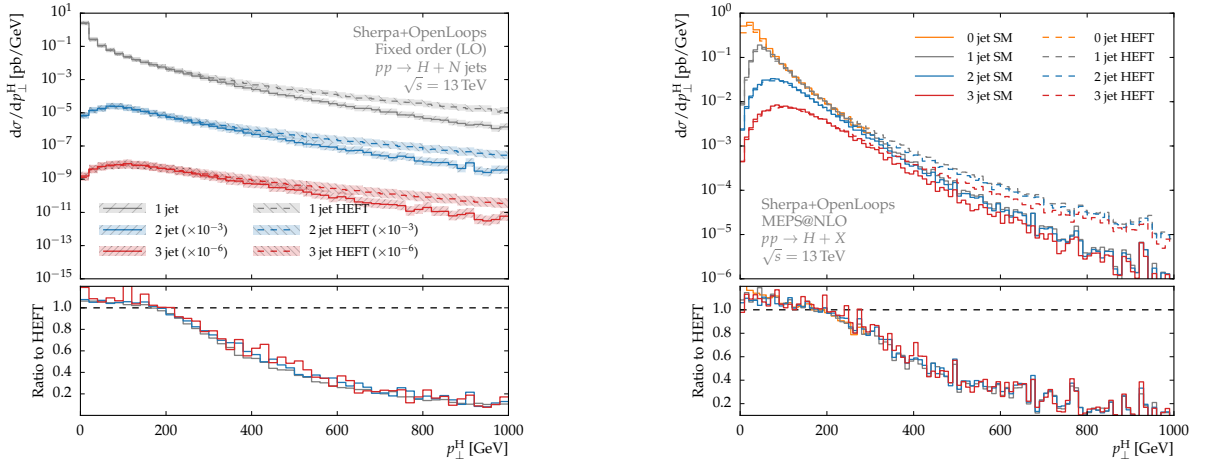 Sherpa+OpenLoops
Fixed order (LO)
pp → H + N jets
√s = 13 TeV
dσ/dp⊥^H [pb/GeV]
10^1
10^−1
10^−3
10^−5
10^−7
10^−9
10^−11
10^−13
10^−15
1 jet
2 jet (×10^−3)
3 jet (×10^−6)
1 jet HEFT
2 jet HEFT (×10^−3)
3 jet HEFT (×10^−6)
Ratio to HEFT
1.0
0.8
0.6
0.4
0.2
0 200 400 600 800 1000
p⊥^H [GeV]
dσ/dp⊥^H [pb/GeV]
10^0
10^−1
10^−2
10^−3
10^−4
10^−5
10^−6
0 jet SM
1 jet SM
2 jet SM
3 jet SM
0 jet HEFT
1 jet HEFT
2 jet HEFT
3 jet HEFT
Sherpa+OpenLoops
MEPS@NLO
pp → H + X
√s = 13 TeV
Ratio to HEFT
1.0
0.8
0.6
0.4
0.2
0 200 400 600 800 1000
p⊥^H [GeV]